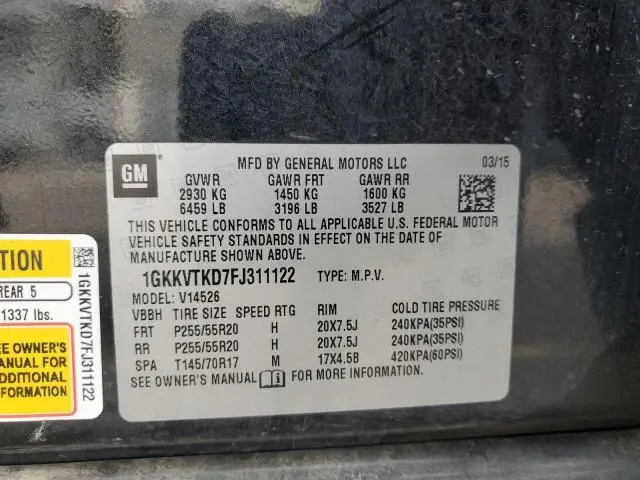 GM
MFD BY GENERAL MOTORS LLC 03/15
GVWR GAWR FRT GAWR RR
2930 KG 1450 KG 1600 KG
6459 LB 3196 LB 3527 LB
THIS VEHICLE CONFORMS TO ALL APPLICABLE U.S. FEDERAL MOTOR
VEHICLE SAFETY STANDARDS IN EFFECT ON THE DATE OF
MANUFACTURE SHOWN ABOVE.
1GKKVTKD7FJ311122 TYPE: M.P.V.
MODEL: V14526
VBBH TIRE SIZE SPEED RTG RIM COLD TIRE PRESSURE
FRT P255/55R20 H 20X7.5J 240KPA(35PSI)
RR P255/55R20 H 20X7.5J 240KPA(35PSI)
SPA T145/70R17 M 17X4.5B 420KPA(60PSI)
SEE OWNER'S MANUAL FOR MORE INFORMATION
TION
REAR 5
1337 lbs.
EE OWNER'S
MANUAL FOR
ADDITIONAL
FORMATION
1GKKVTKD7FJ311122